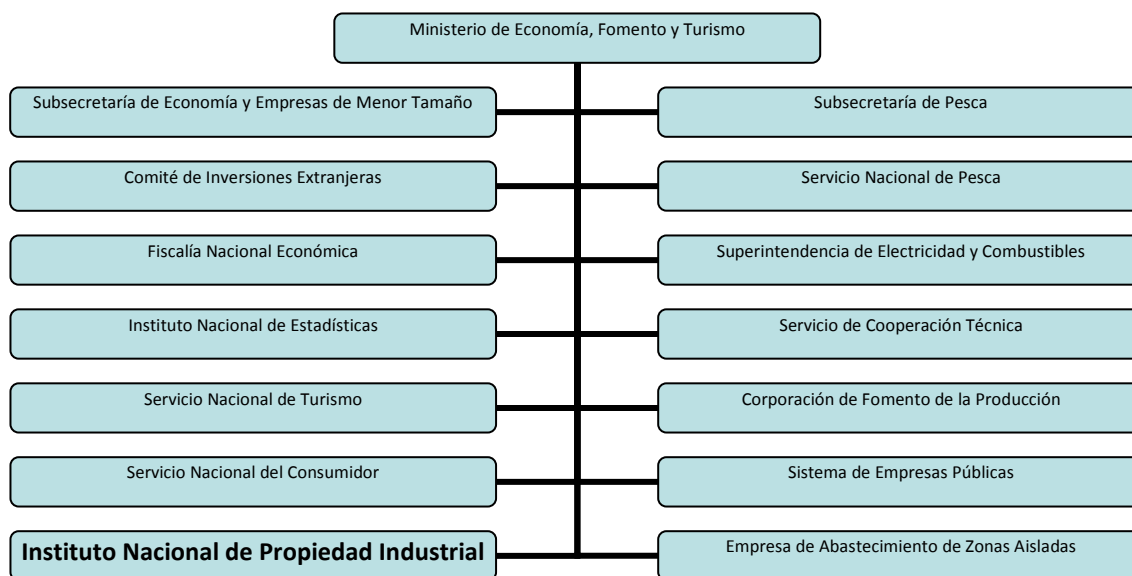 Ministerio de Economía, Fomento y Turismo
Subsecretaría de Economía y Empresas de Menor Tamaño
Subsecretaría de Pesca
Comité de Inversiones Extranjeras
Servicio Nacional de Pesca
Fiscalía Nacional Económica
Superintendencia de Electricidad y Combustibles
Instituto Nacional de Estadísticas
Servicio de Cooperación Técnica
Servicio Nacional de Turismo
Corporación de Fomento de la Producción
Servicio Nacional del Consumidor
Sistema de Empresas Públicas
Instituto Nacional de Propiedad Industrial
Empresa de Abastecimiento de Zonas Aisladas